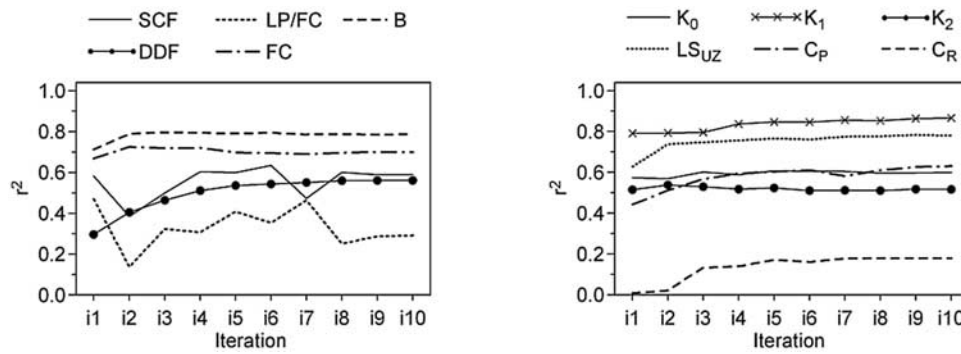 SCF LP/FC B
DDF FC
1.0
0.8
0.6
0.4
0.2
0.0
r²
i1 i2 i3 i4 i5 i6 i7 i8 i9 i10
Iteration
K₀ K₁ K₂
LS_UZ C_P C_R
1.0
0.8
0.6
0.4
0.2
0.0
r²
i1 i2 i3 i4 i5 i6 i7 i8 i9 i10
Iteration